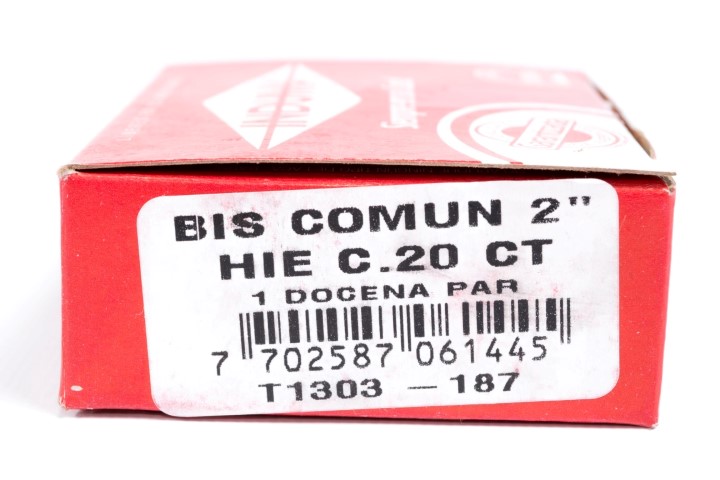 BIS COMUN 2"
HIE C.20 CT
1 DOCENA PAR
7 702587 061445
T1303 – 187